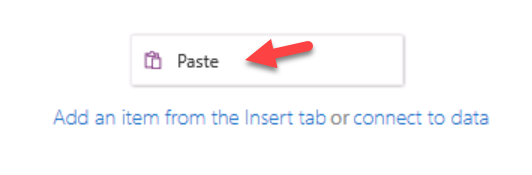 Paste
Add an item from the Insert tab or connect to data